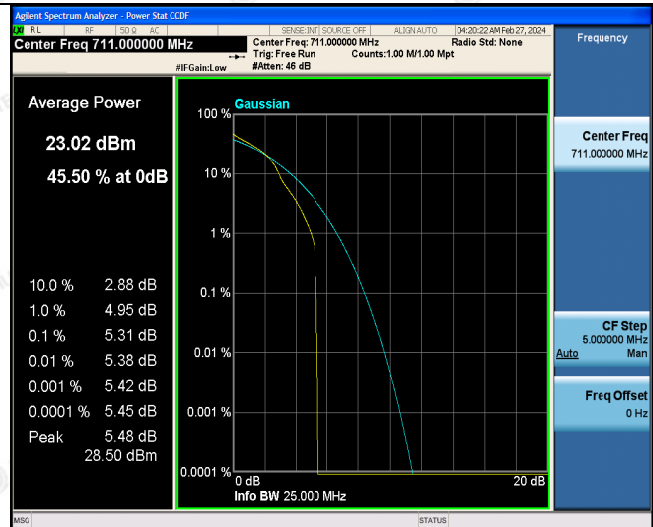 Agilent Spectrum Analyzer - Power Stat CCDF
LXI RL RF 50 Ω AC SENSE:INT SOURCE OFF ALIGN AUTO 04:20:22 AM Feb 27, 2024
Center Freq 711.000000 MHz
Center Freq: 711.000000 MHz Radio Std: None
Trig: Free Run Counts:1.00 M/1.00 Mpt
#IFGain:Low #Atten: 46 dB
Frequency
Average Power
23.02 dBm
45.50 % at 0dB
10.0 % 2.88 dB
1.0 % 4.95 dB
0.1 % 5.31 dB
0.01 % 5.38 dB
0.001 % 5.42 dB
0.0001 % 5.45 dB
Peak 5.48 dB
28.50 dBm
Gaussian
100 %
10 %
1 %
0.1 %
0.01 %
0.001 %
0.0001 %
0 dB 20 dB
Info BW 25.000 MHz
Center Freq
711.000000 MHz
CF Step
5.000000 MHz
Auto Man
Freq Offset
0 Hz
MSG STATUS